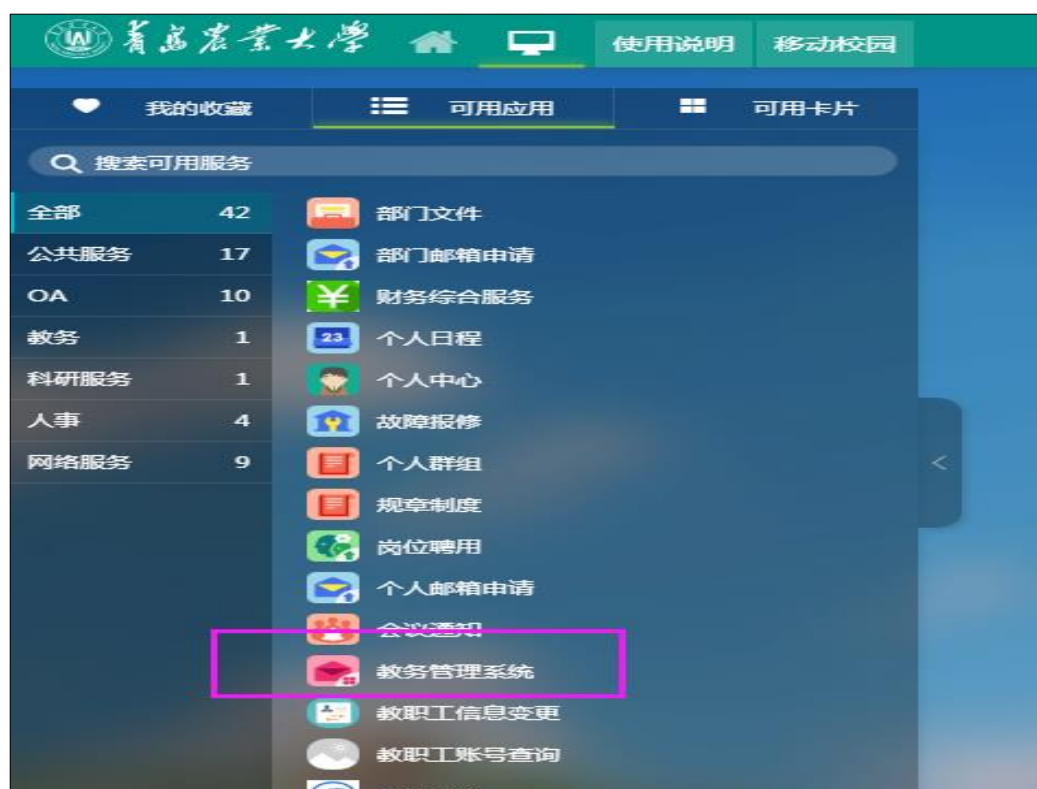 青岛农业大学 使用说明 移动校园
我的收藏 可用应用 可用卡片
搜索可用服务
全部 42
公共服务 17
OA 10
教务 1
科研服务 1
人事 4
网络服务 9
部门文件
部门邮箱申请
财务综合服务
23 个人日程
个人中心
故障报修
个人群组
规章制度
岗位聘用
个人邮箱申请
会议通知
教务管理系统
教职工信息变更
教职工账号查询